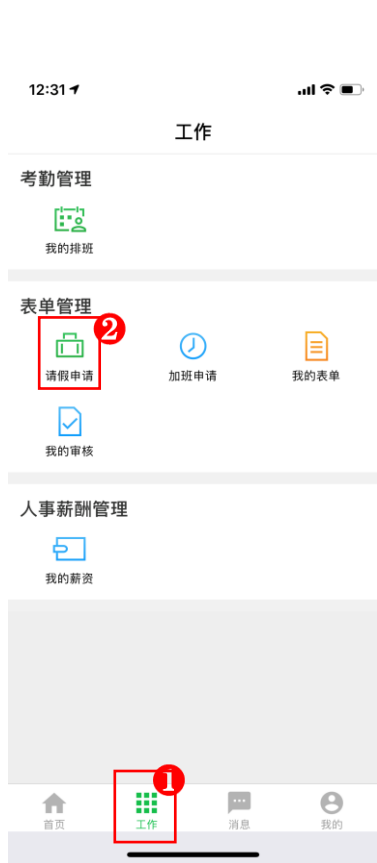 12:31
工作
考勤管理
我的排班
表单管理
2
请假申请 加班申请 我的表单
我的审核
人事薪酬管理
我的薪资
1
首页 工作 消息 我的